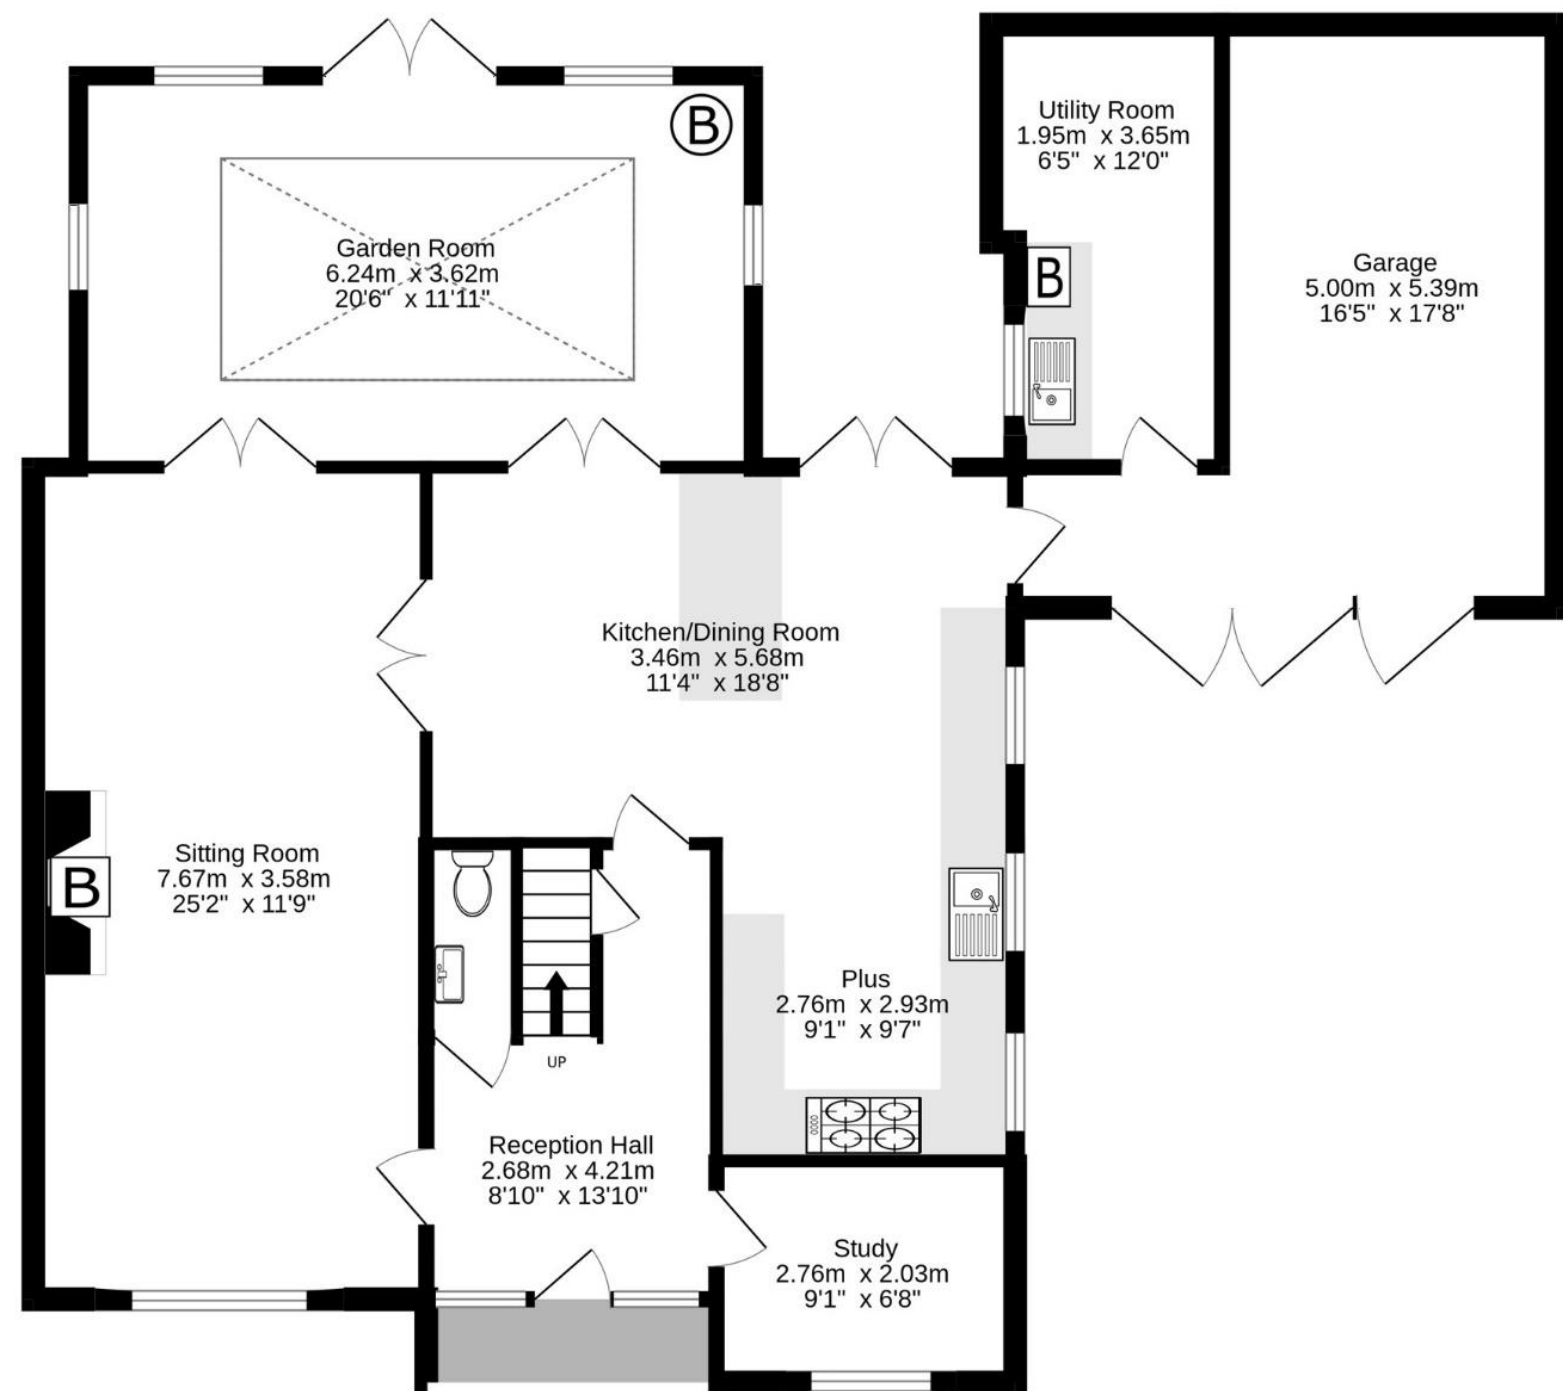 B
Utility Room
1.95m x 3.65m
6'5" x 12'0"
Garden Room
6.24m x 3.62m
20'6" x 11'11"
B
Garage
5.00m x 5.39m
16'5" x 17'8"
Kitchen/Dining Room
3.46m x 5.68m
11'4" x 18'8"
Sitting Room
7.67m x 3.58m
25'2" x 11'9"
B
Plus
2.76m x 2.93m
9'1" x 9'7"
UP
Reception Hall
2.68m x 4.21m
8'10" x 13'10"
Study
2.76m x 2.03m
9'1" x 6'8"